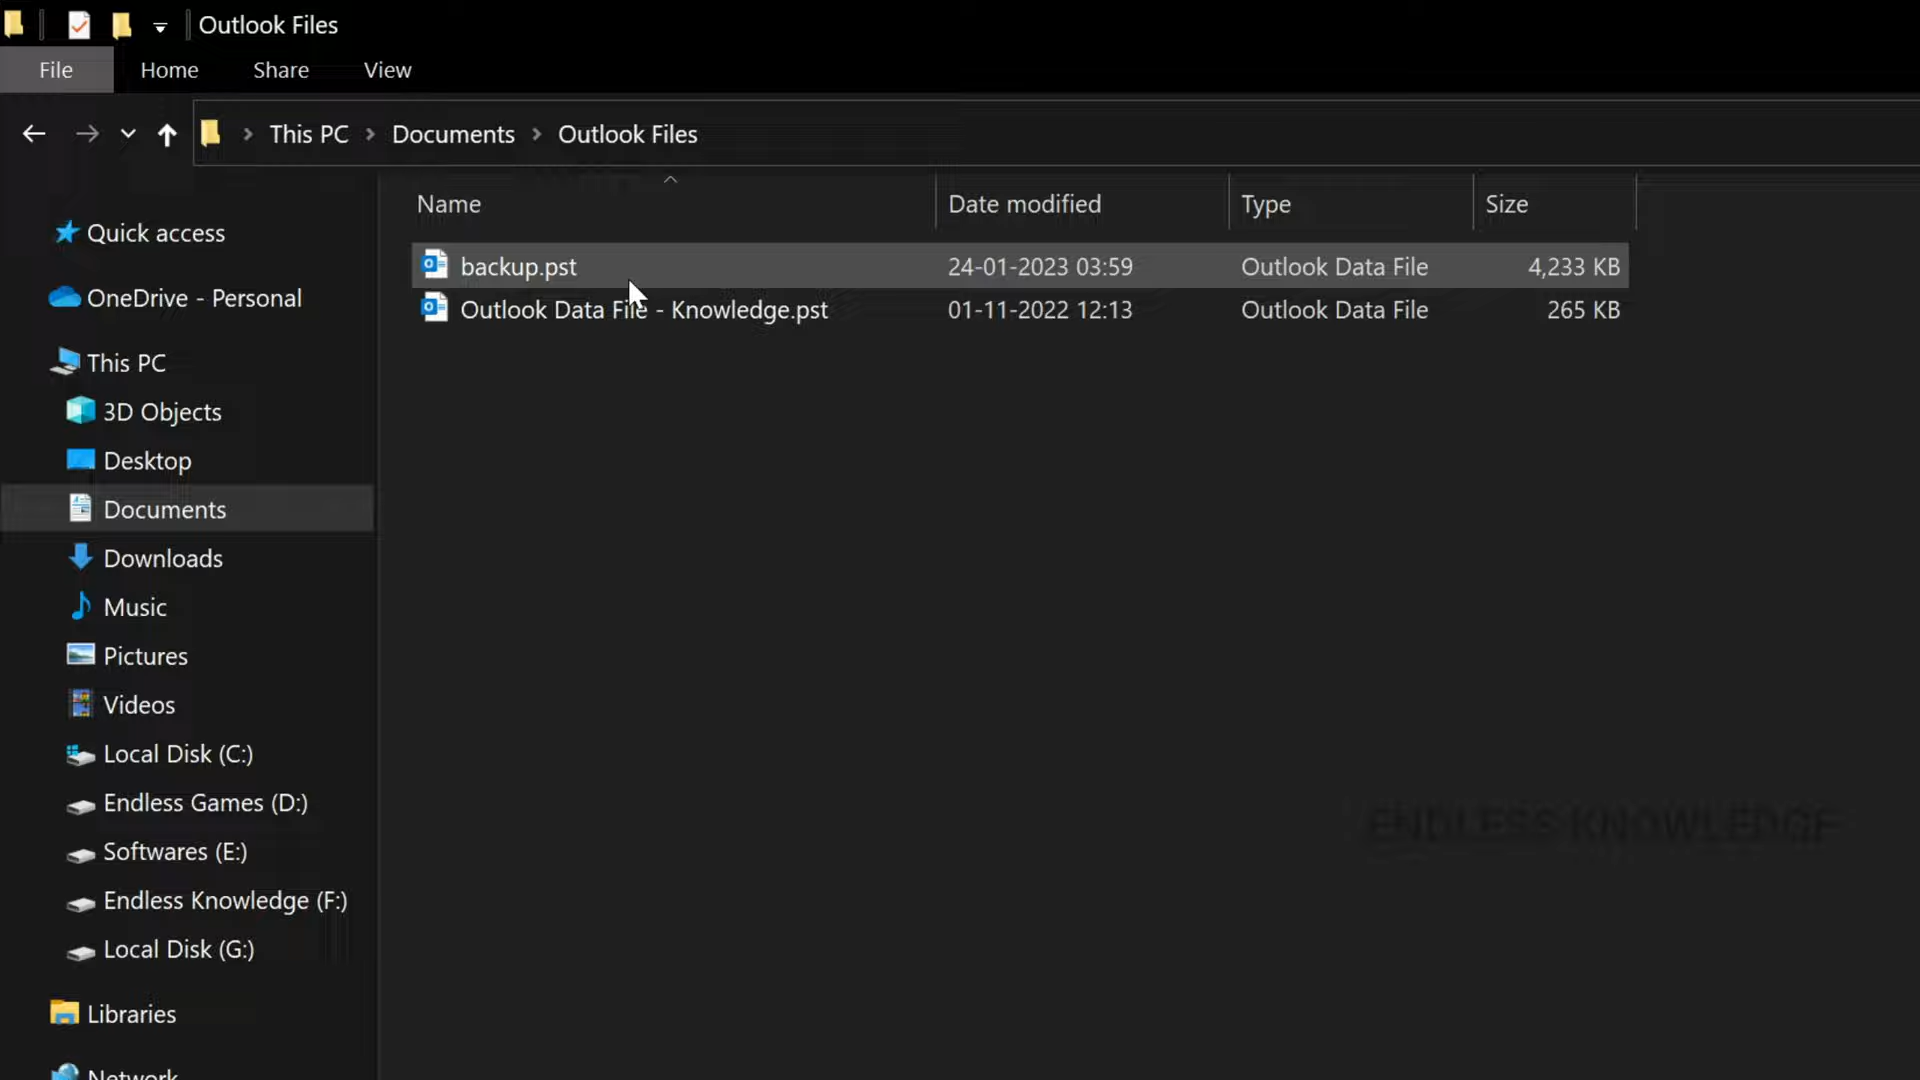 Outlook Files
File Home Share View
This PC Documents Outlook Files
Name Date modified Type Size
backup.pst 24-01-2023 03:59 Outlook Data File 4,233 KB
Outlook Data File - Knowledge.pst 01-11-2022 12:13 Outlook Data File 265 KB
Quick access
OneDrive - Personal
This PC
3D Objects
Desktop
Documents
Downloads
Music
Pictures
Videos
Local Disk (C:)
Endless Games (D:)
Softwares (E:)
Endless Knowledge (F:)
Local Disk (G:)
Libraries
Network
ENDLESS KNOWLEDGE